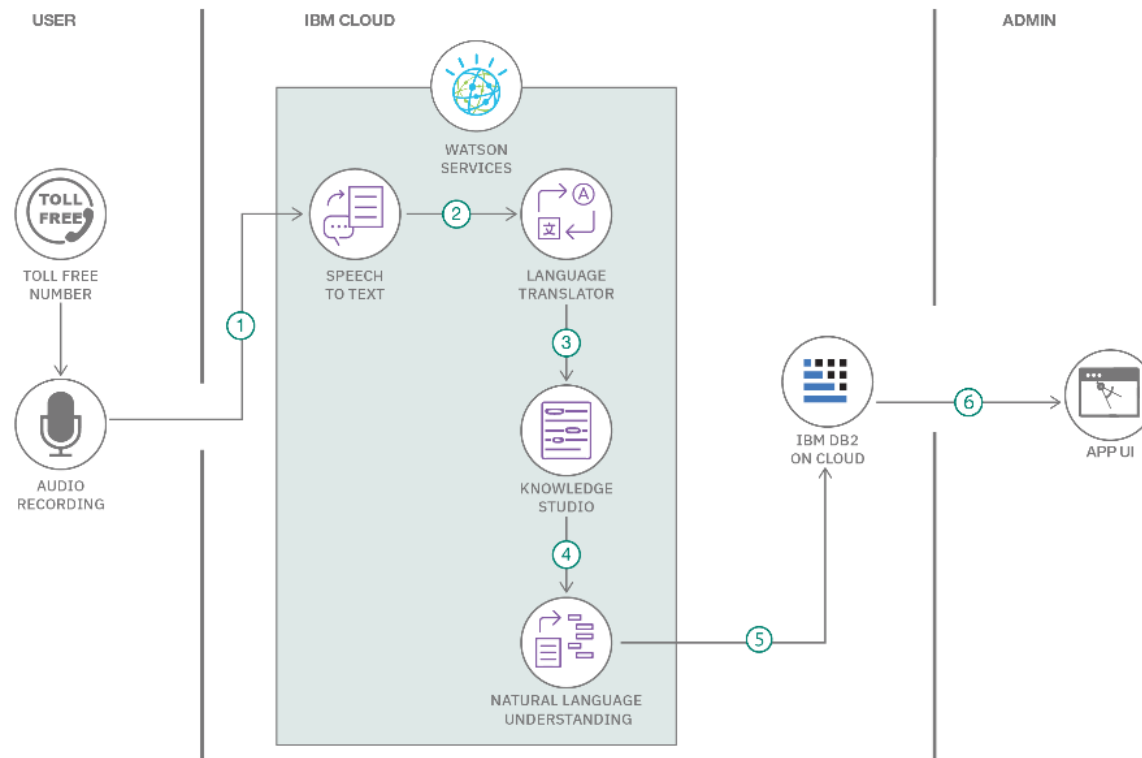 USER
IBM CLOUD
ADMIN
WATSON
SERVICES
TOLL
FREE
TOLL FREE
NUMBER
A
文
SPEECH
TO TEXT
2
LANGUAGE
TRANSLATOR
1
3
AUDIO
RECORDING
KNOWLEDGE
STUDIO
IBM DB2
ON CLOUD
6
APP UI
4
5
NATURAL LANGUAGE
UNDERSTANDING